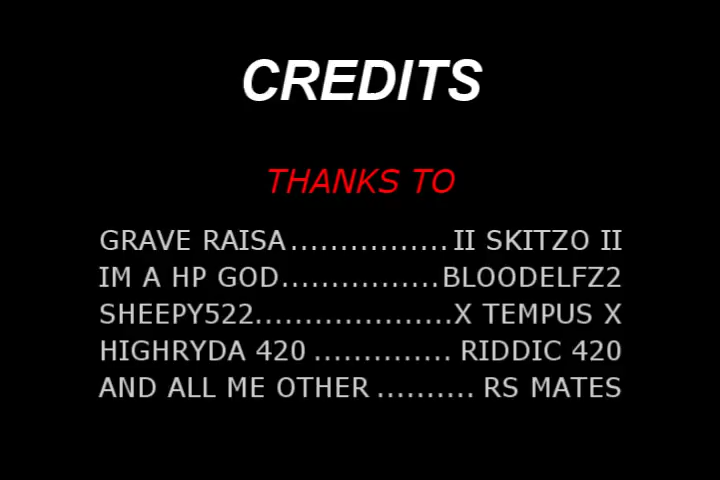 CREDITS
THANKS TO
GRAVE RAISA................II SKITZO II
IM A HP GOD................BLOODELFZ2
SHEEPY522....................X TEMPUS X
HIGHRYDA 420 .............. RIDDIC 420
AND ALL ME OTHER .......... RS MATES